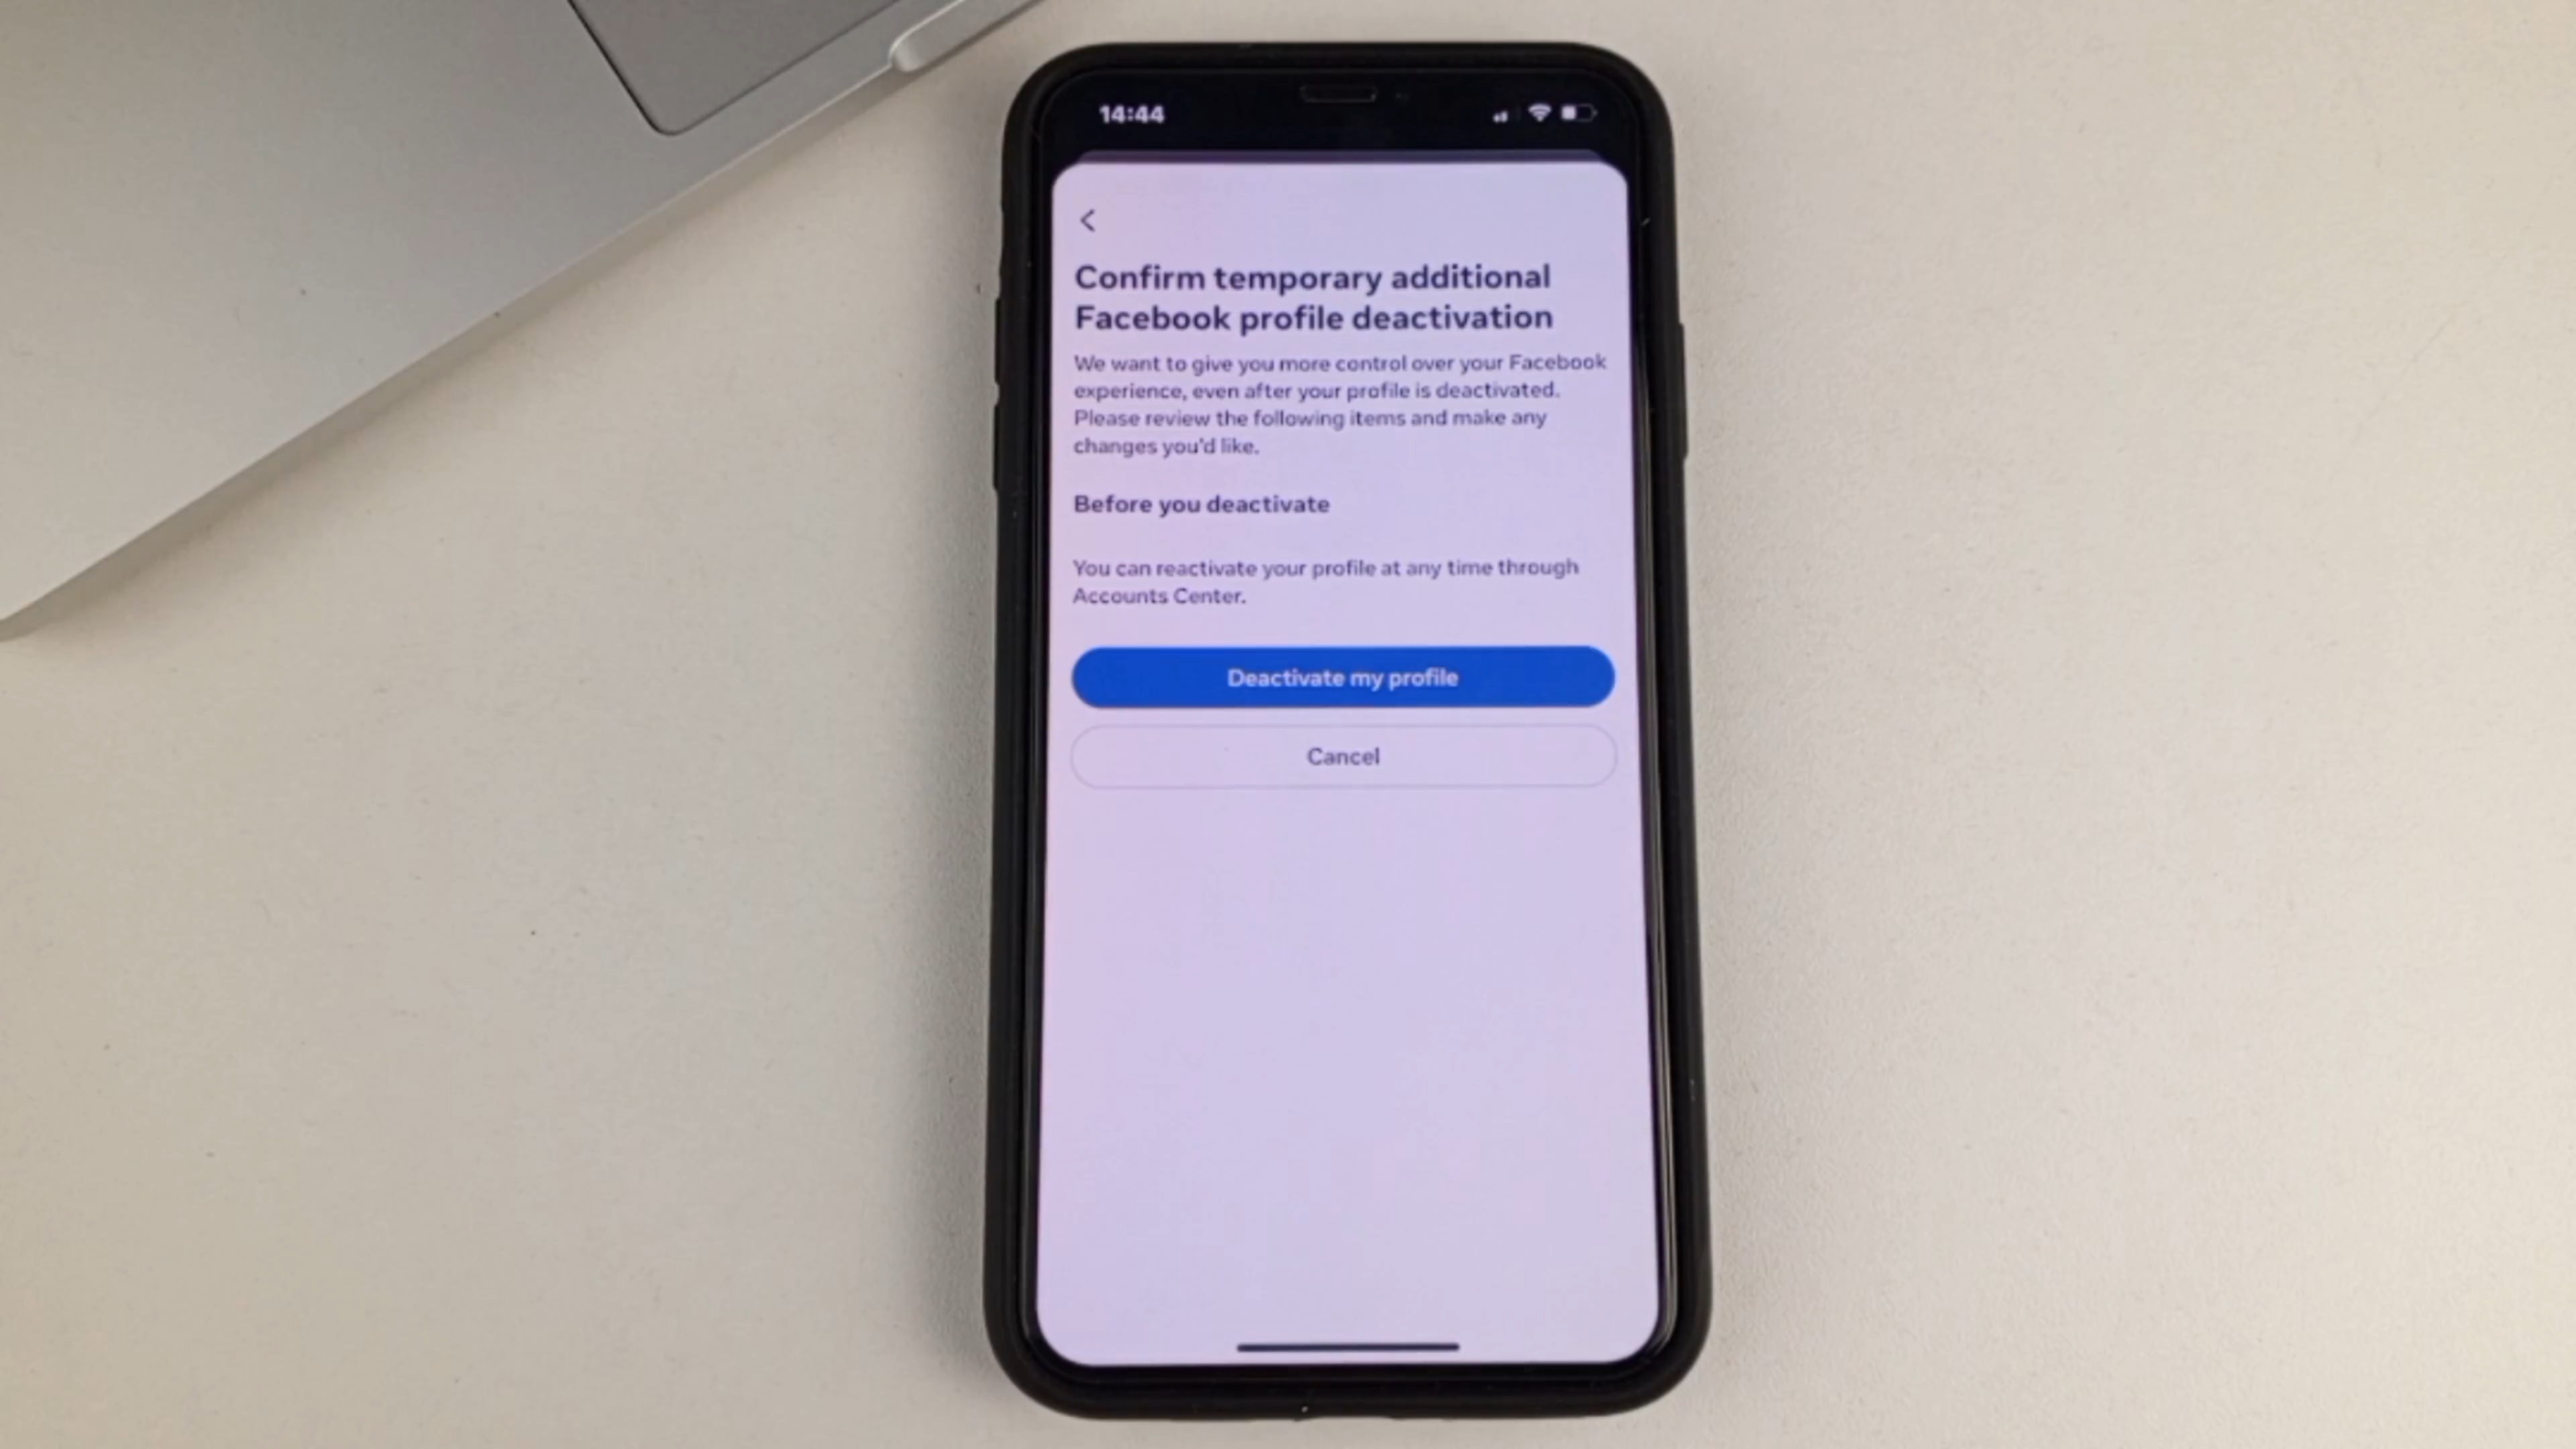 14:44
Confirm temporary additional
Facebook profile deactivation
We want to give you more control over your Facebook
experience, even after your profile is deactivated.
Please review the following items and make any
changes you'd like.
Before you deactivate
You can reactivate your profile at any time through
Accounts Center.
Deactivate my profile
Cancel